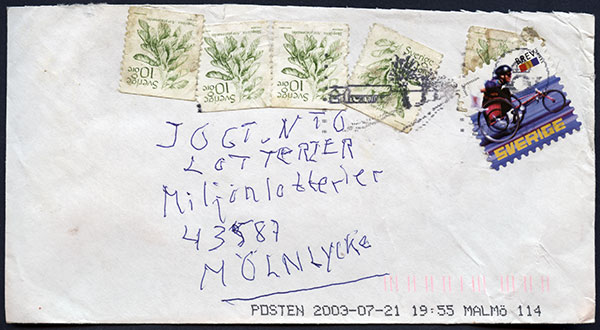 Sverige 10 öre
Sverige 10 öre
Sverige 10 öre
Sverige
BREV
SVERIGE
JOGT.NTO
LOTTERIER
Miljonlotterier
43587
MÖLNLYCKE
POSTEN 2003-07-21 19:55 MALMÖ 114